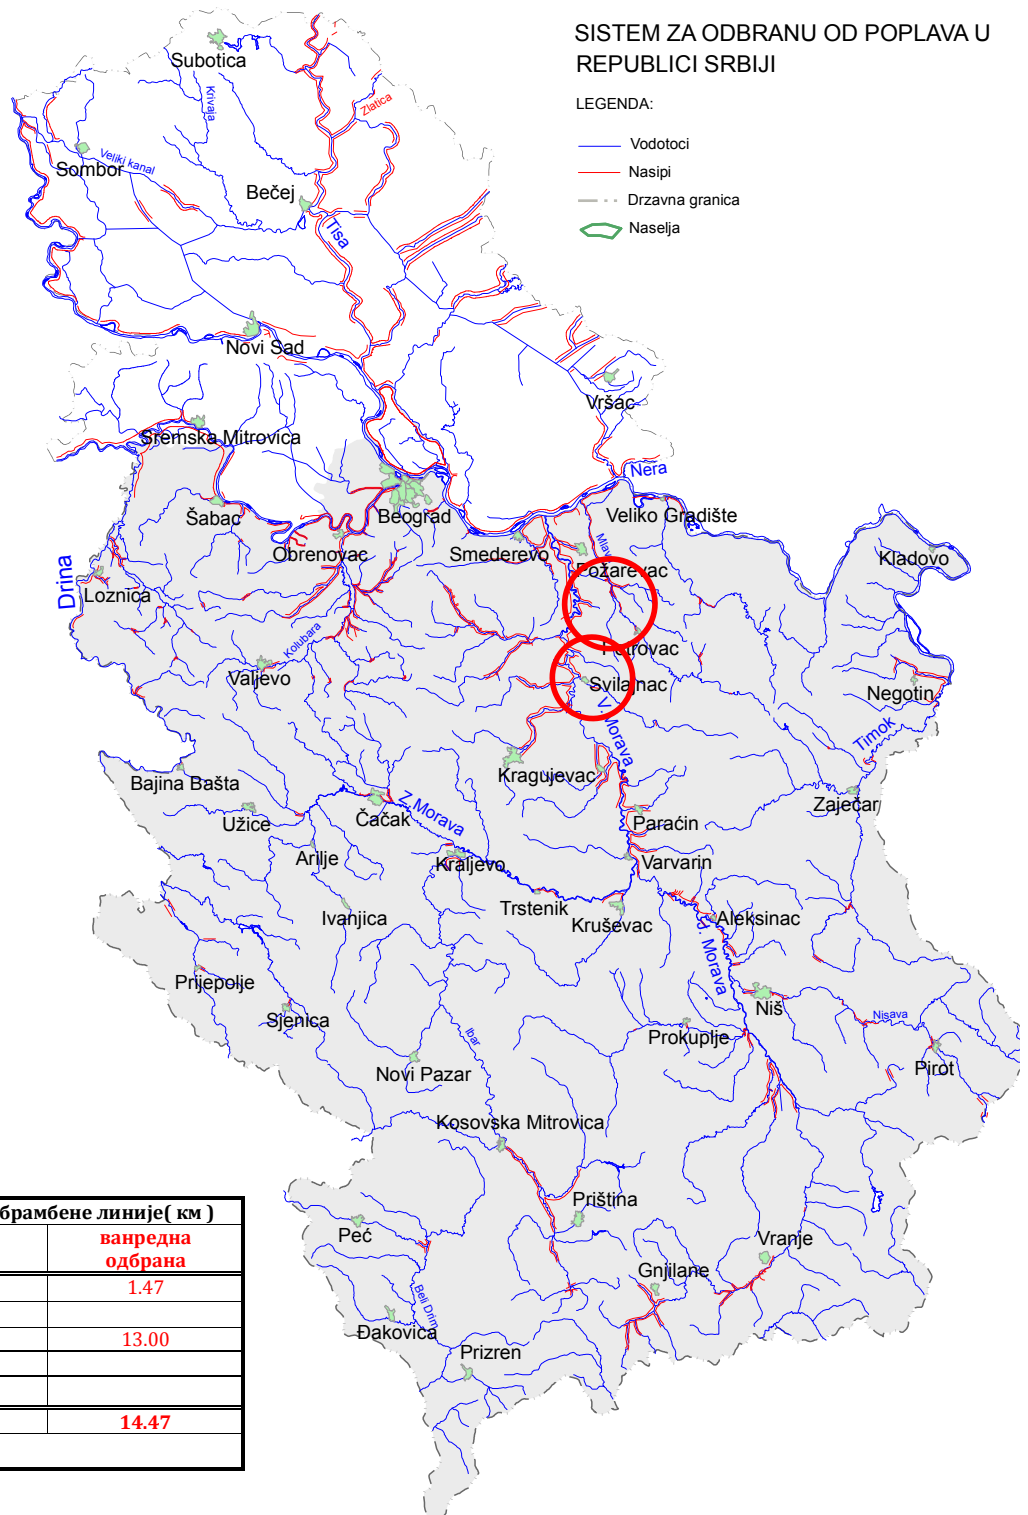 SISTEM ZA ODBRANU OD POPLAVA U
REPUBLICI SRBIJI
LEGENDA:
Vodotoci
Nasipi
Drzavna granica
Naselja
Subotica
Krivaja
Zlatica
Sombor
Veliki kanal
Bečej
Tisa
Novi Sad
Vršac
Sremska Mitrovica
Nera
Šabac
Beograd
Veliko Gradište
Obrenovac
Smederevo
Kladovo
Drina
Loznica
Požarevac
Kolubara
Petrovac
Valjevo
Svilajnac
Negotin
V. Morava
Timok
Bajina Bašta
Kragujevac
Zaječar
Užice
Čačak
Z. Morava
Paraćin
Arilje
Kraljevo
Varvarin
Ivanjica
Trstenik
Kruševac
Aleksinac
J. Morava
Prijepolje
Sjenica
Niš
Nisava
Ibar
Prokuplje
Novi Pazar
Pirot
Kosovska Mitrovica
Priština
Peć
Vranje
Gnjilane
Beli Drim
Đakovica
Prizren
брамбене линије( км )
ванредна
одбрана
1.47
13.00
14.47